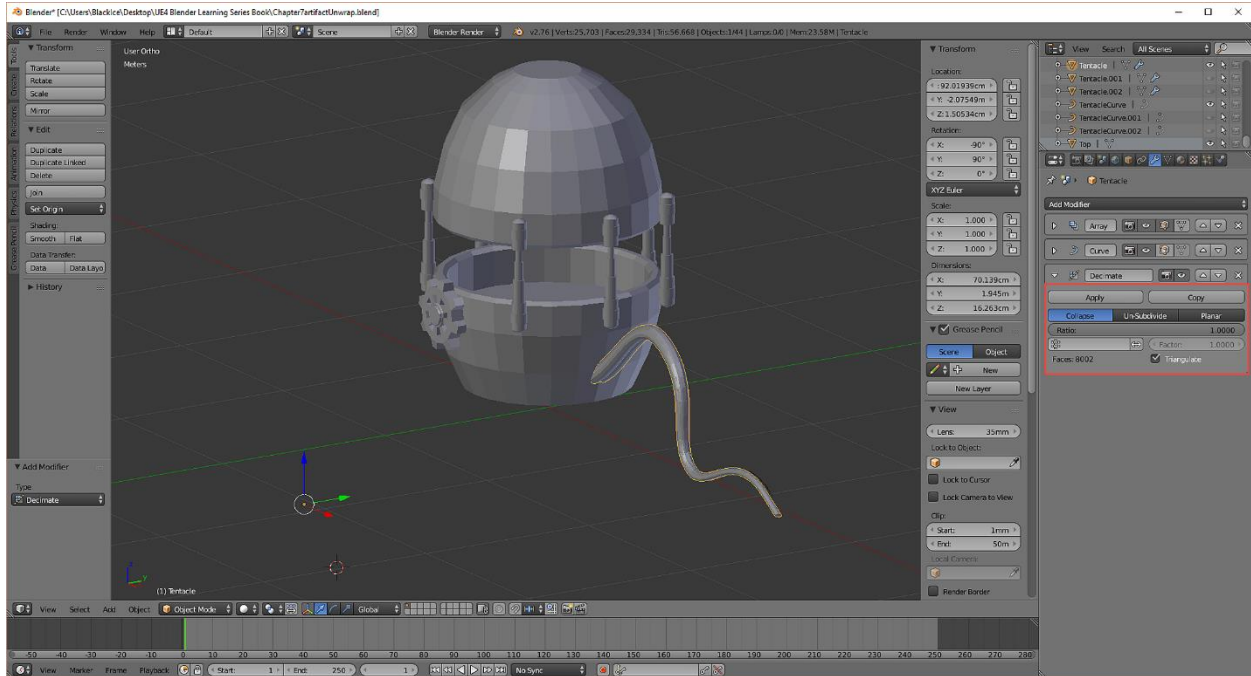 Blender* [C:\Users\BlackIce\Desktop\UE4 Blender Learning Series Book\Chapter7artifactUnwrap.blend]
File Render Window Help Default Scene Blender Render v2.76 | Verts:25,703 | Faces:29,334 | Tris:56,668 | Objects:1/44 | Lamps:0/0 | Mem:23.58M | Tentacle
Tools
Create
Relations
Animation
Physics
Grease Pencil
Transform
Translate
Rotate
Scale
Mirror
Edit
Duplicate
Duplicate Linked
Delete
Join
Set Origin
Shading:
Smooth Flat
Data Transfer:
Data Data Layo
History
Add Modifier
Type
Decimate
User Ortho
Meters
z
y
(1) Tentacle
Transform
Location:
:92.01939cm
Y: -2.07549m
Z:1.50534cm
Rotation:
X: -90°
Y: 90°
Z: 0°
XYZ Euler
Scale:
X: 1.000
Y: 1.000
Z: 1.000
Dimensions:
X: 70.139cm
Y: 1.945m
Z: 16.263cm
Grease Pencil
Scene Object
New
New Layer
View
Lens: 35mm
Lock to Object:
Lock to Cursor
Lock Camera to View
Clip:
Start: 1mm
End: 50m
Local Camera:
Render Border
View Search All Scenes
Tentacle
Tentacle.001
Tentacle.002
TentacleCurve
TentacleCurve.001
TentacleCurve.002
Top
Tentacle
Add Modifier
Array
Curve
Decimate
Apply Copy
Collapse Un-Subdivide Planar
Ratio: 1.0000
Factor: 1.0000
Faces: 8002 Triangulate
View Select Add Object Object Mode Global
-50 -40 -30 -20 -10 0 10 20 30 40 50 60 70 80 90 100 110 120 130 140 150 160 170 180 190 200 210 220 230 240 250 260 270 280
View Marker Frame Playback Start: 1 End: 250 1 No Sync